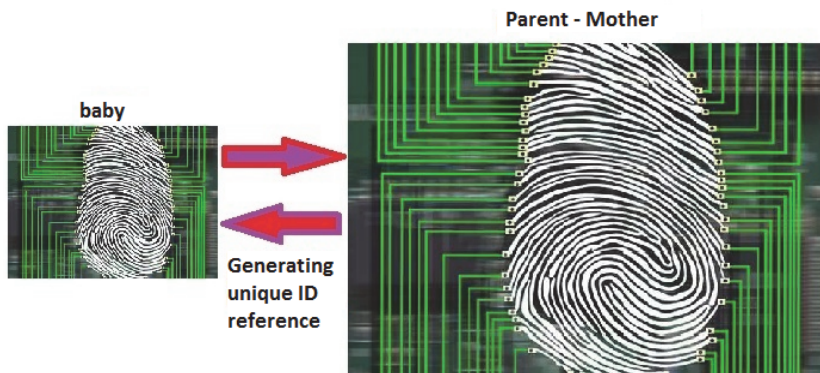 Parent - Mother
baby
Generating
unique ID
reference